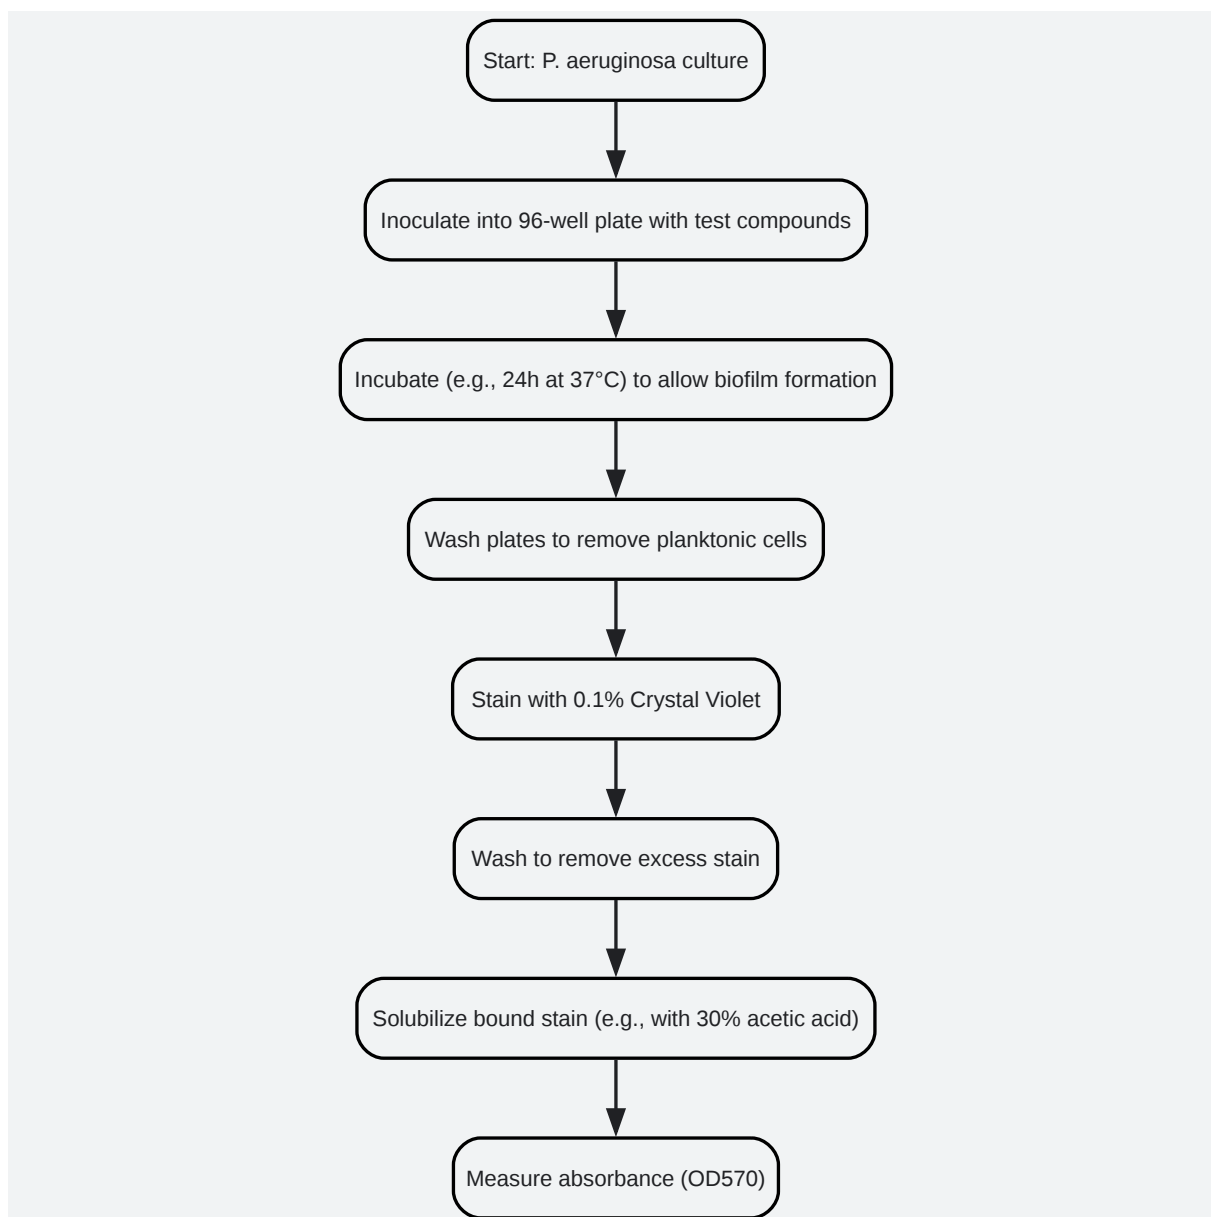 Start: P. aeruginosa culture
Inoculate into 96-well plate with test compounds
Incubate (e.g., 24h at 37°C) to allow biofilm formation
Wash plates to remove planktonic cells
Stain with 0.1% Crystal Violet
Wash to remove excess stain
Solubilize bound stain (e.g., with 30% acetic acid)
Measure absorbance (OD570)